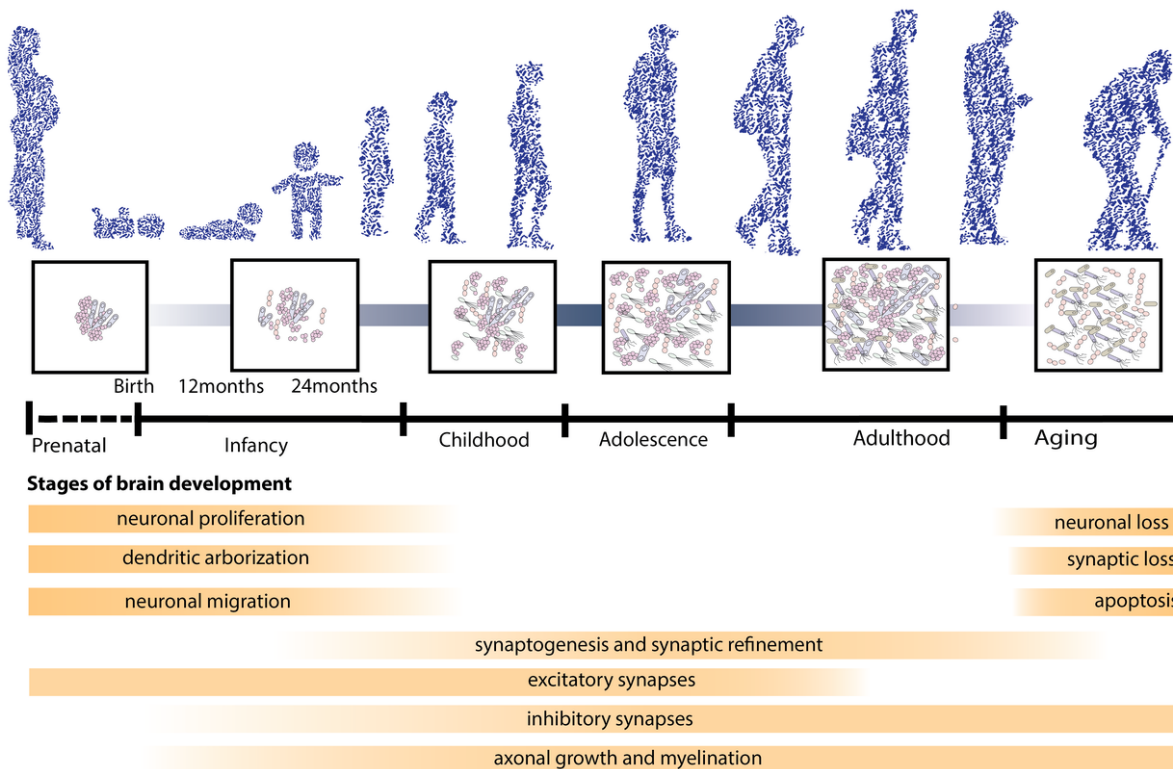 Birth 12months 24months
Prenatal Infancy Childhood Adolescence Adulthood Aging
Stages of brain development
neuronal proliferation neuronal loss
dendritic arborization synaptic loss
neuronal migration apoptosis
synaptogenesis and synaptic refinement
excitatory synapses
inhibitory synapses
axonal growth and myelination